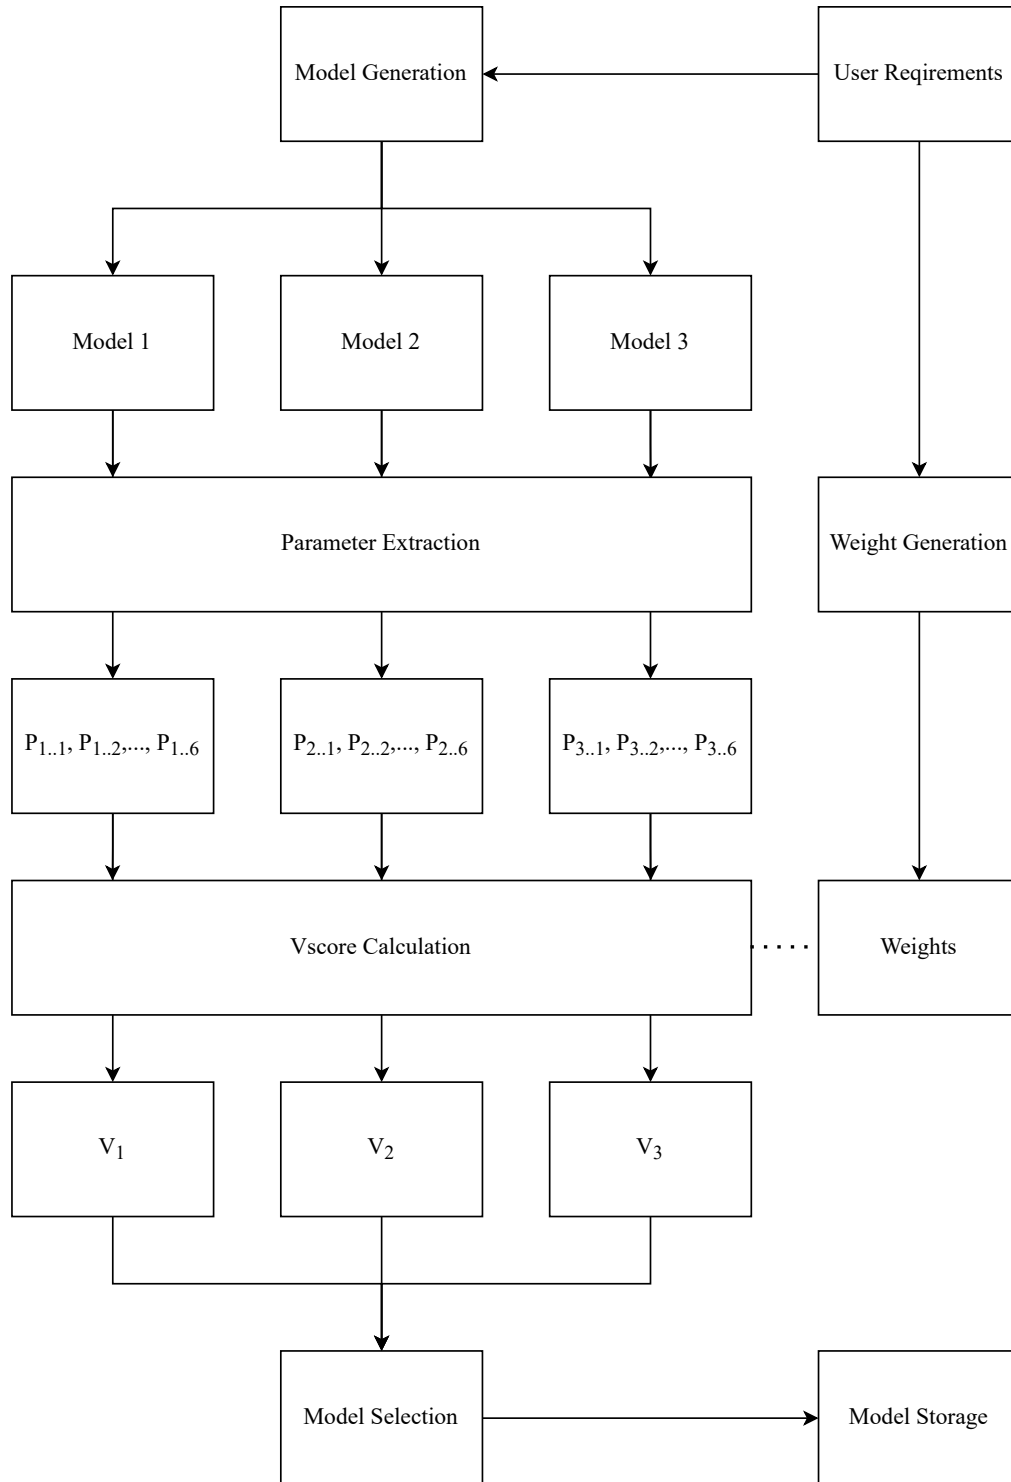 Model Generation
User Reqirements
Model 1
Model 2
Model 3
Parameter Extraction
Weight Generation
P1..1, P1..2,..., P1..6
P2..1, P2..2,..., P2..6
P3..1, P3..2,..., P3..6
Vscore Calculation
Weights
V1
V2
V3
Model Selection
Model Storage